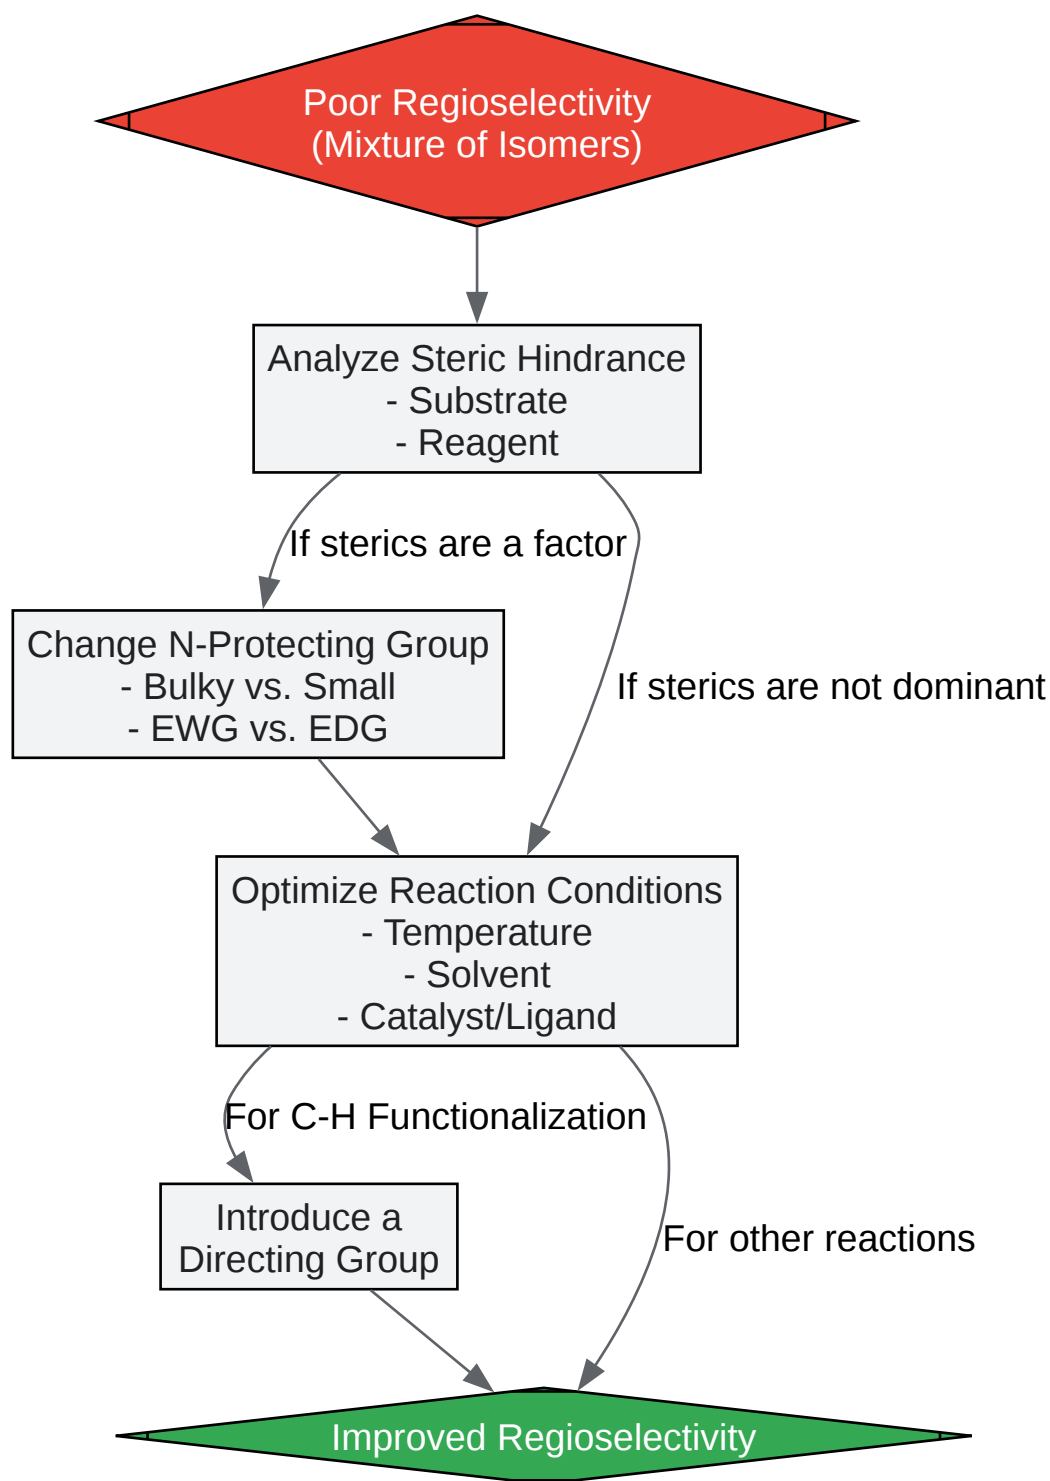 Poor Regioselectivity
(Mixture of Isomers)
Analyze Steric Hindrance
- Substrate
- Reagent
If sterics are a factor
Change N-Protecting Group
- Bulky vs. Small
- EWG vs. EDG
If sterics are not dominant
Optimize Reaction Conditions
- Temperature
- Solvent
- Catalyst/Ligand
For C-H Functionalization
Introduce a
Directing Group
For other reactions
Improved Regioselectivity